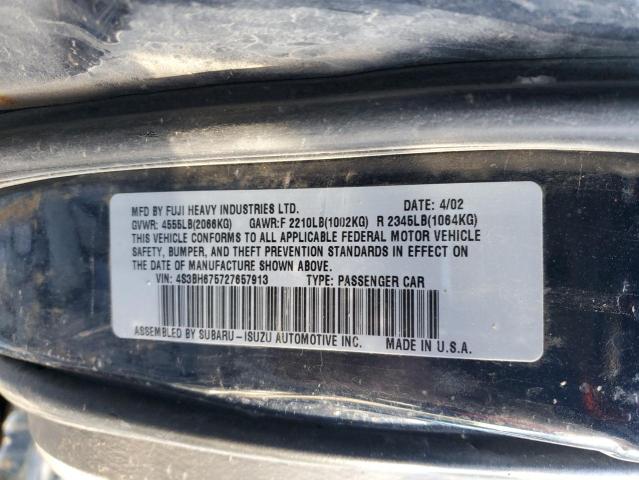 MFD BY FUJI HEAVY INDUSTRIES LTD. DATE: 4/02
GVWR: 4555LB(2066KG) GAWR:F 2210LB(1002KG) R 2345LB(1064KG)
THIS VEHICLE CONFORMS TO ALL APPLICABLE FEDERAL MOTOR VEHICLE
SAFETY, BUMPER, AND THEFT PREVENTION STANDARDS IN EFFECT ON
THE DATE OF MANUFACTURE SHOWN ABOVE.
VIN: 4S3BH675727657913 TYPE: PASSENGER CAR
ASSEMBLED BY SUBARU-ISUZU AUTOMOTIVE INC. MADE IN U.S.A.